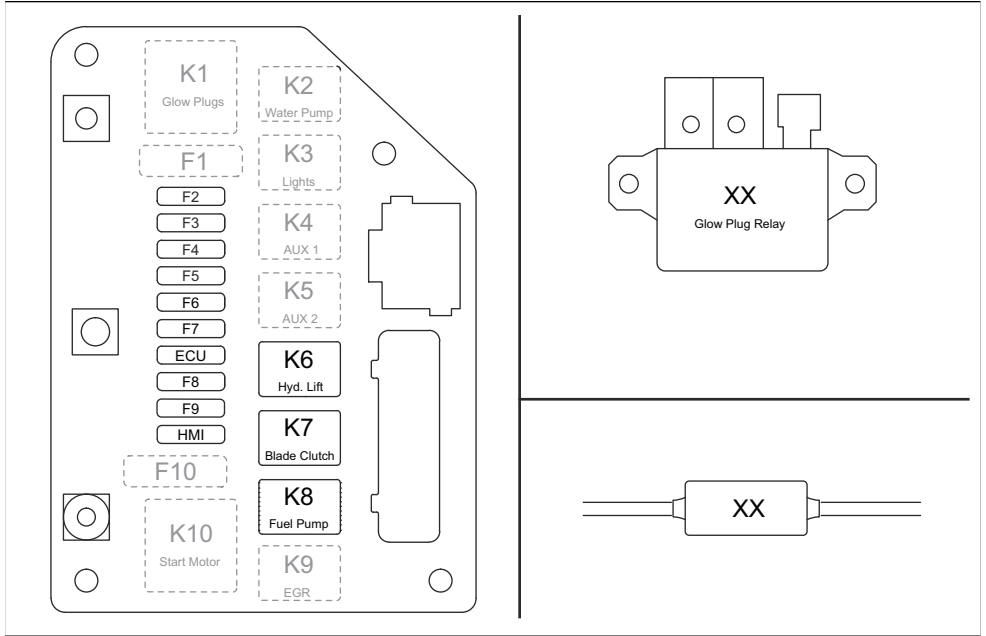 K1
Glow Plugs
F1
F2
F3
F4
F5
F6
F7
ECU
F8
F9
HMI
F10
K10
Start Motor
K2
Water Pump
K3
Lights
K4
AUX 1
K5
AUX 2
K6
Hyd. Lift
K7
Blade Clutch
K8
Fuel Pump
K9
EGR
XX
Glow Plug Relay
XX